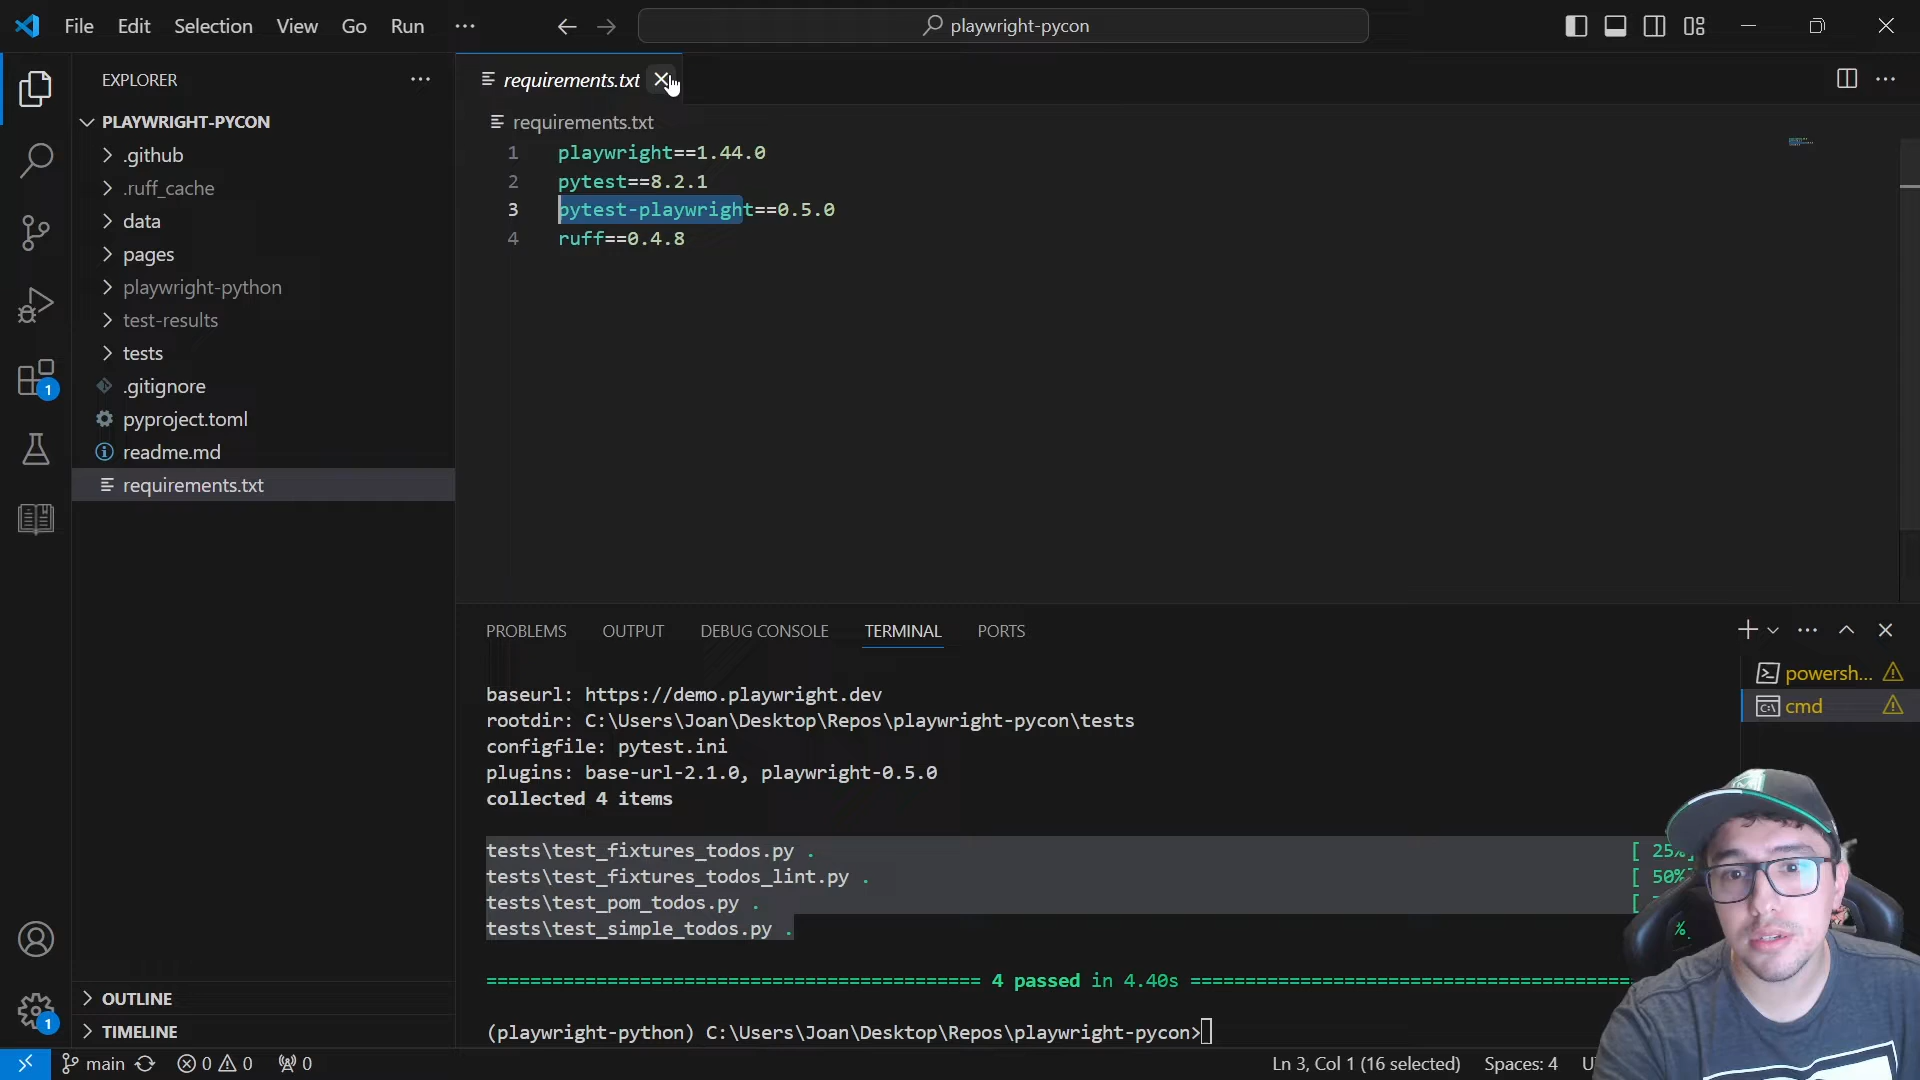 File Edit Selection View Go Run
playwright-pycon
EXPLORER
PLAYWRIGHT-PYCON
.github
.ruff_cache
data
pages
playwright-python
test-results
tests
.gitignore
pyproject.toml
readme.md
requirements.txt
OUTLINE
TIMELINE
requirements.txt
requirements.txt
1 playwright==1.44.0
2 pytest==8.2.1
3 pytest-playwright==0.5.0
4 ruff==0.4.8
PROBLEMS OUTPUT DEBUG CONSOLE TERMINAL PORTS
powersh...
cmd
baseurl: https://demo.playwright.dev
rootdir: C:\Users\Joan\Desktop\Repos\playwright-pycon\tests
configfile: pytest.ini
plugins: base-url-2.1.0, playwright-0.5.0
collected 4 items
tests\test_fixtures_todos.py . [ 25%]
tests\test_fixtures_todos_lint.py . [ 50%]
tests\test_pom_todos.py . [
tests\test_simple_todos.py . %]
4 passed in 4.40s
(playwright-python) C:\Users\Joan\Desktop\Repos\playwright-pycon>
1
1
main 0 0 0
Ln 3, Col 1 (16 selected) Spaces: 4